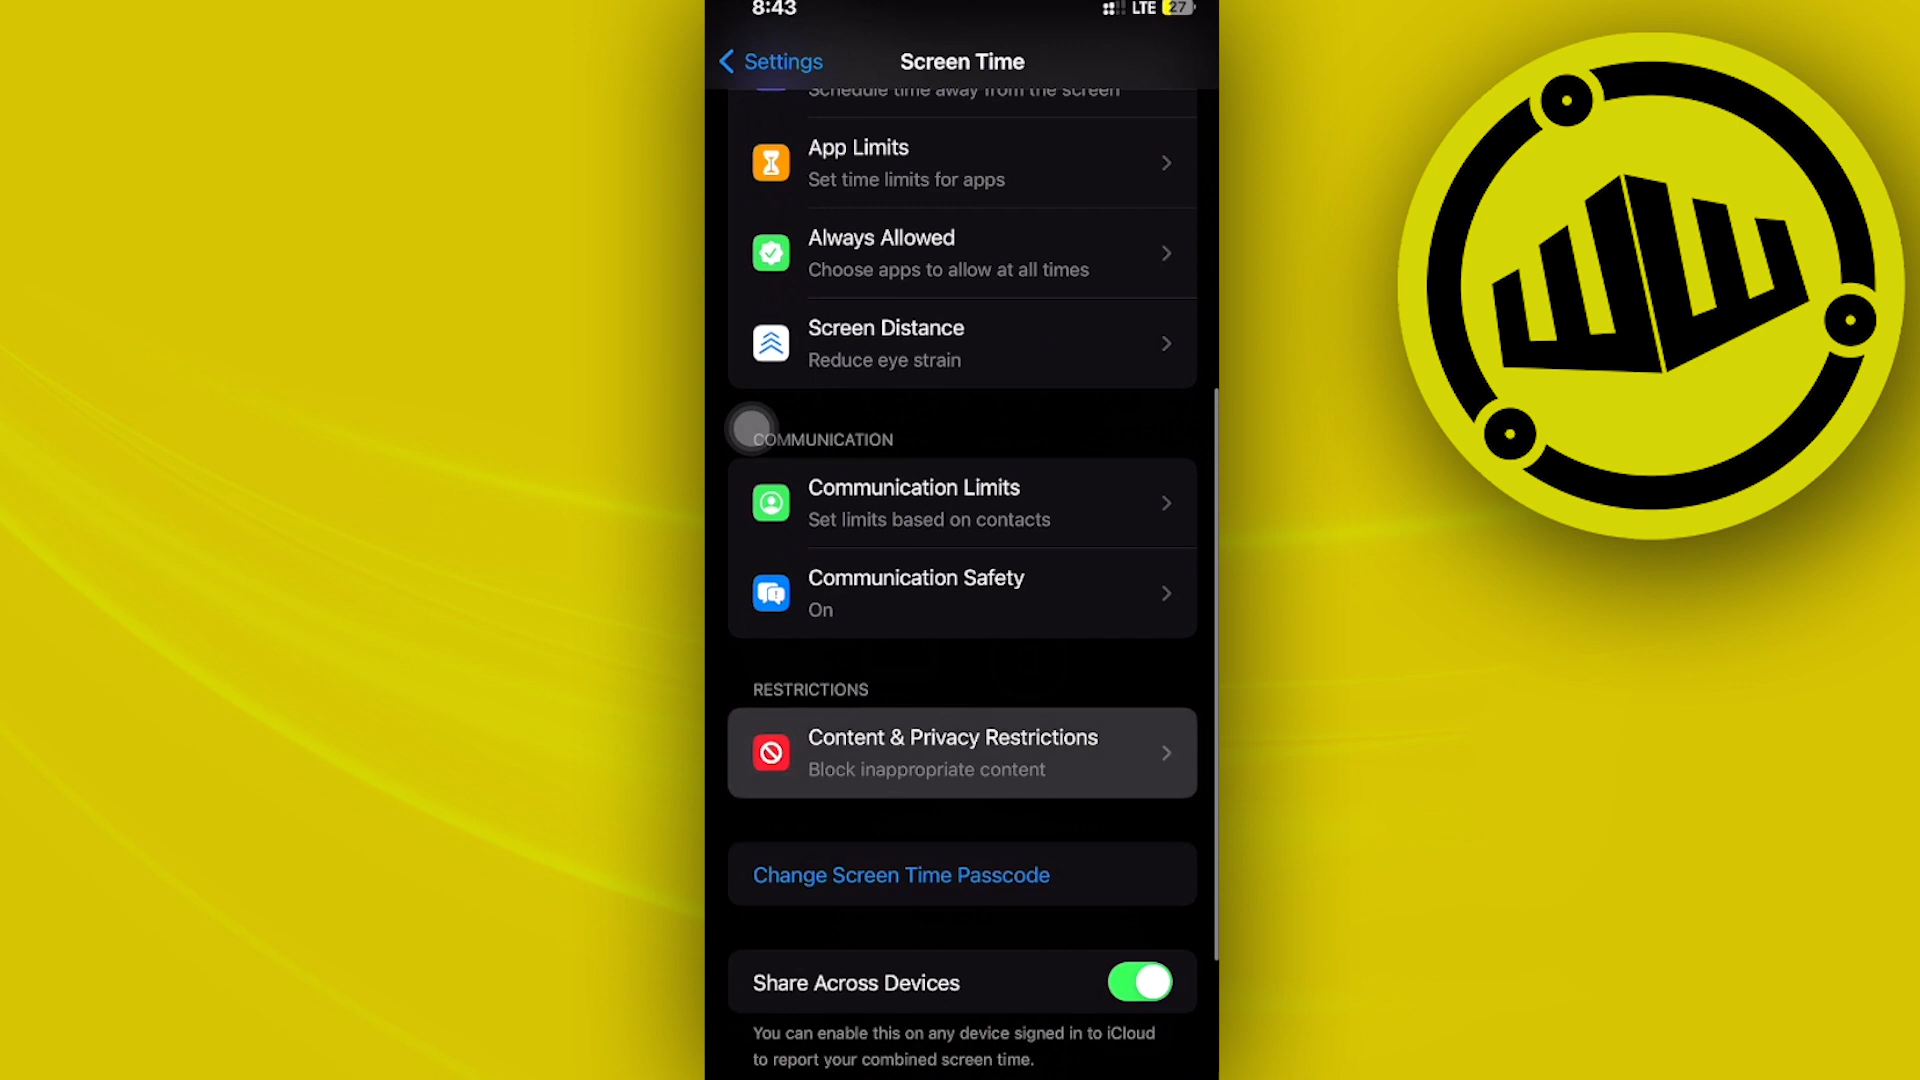 8:43
LTE 27
Settings
Screen Time
Schedule time away from the screen
App Limits
Set time limits for apps
Always Allowed
Choose apps to allow at all times
Screen Distance
Reduce eye strain
COMMUNICATION
Communication Limits
Set limits based on contacts
Communication Safety
On
RESTRICTIONS
Content & Privacy Restrictions
Block inappropriate content
Change Screen Time Passcode
Share Across Devices
You can enable this on any device signed in to iCloud
to report your combined screen time.